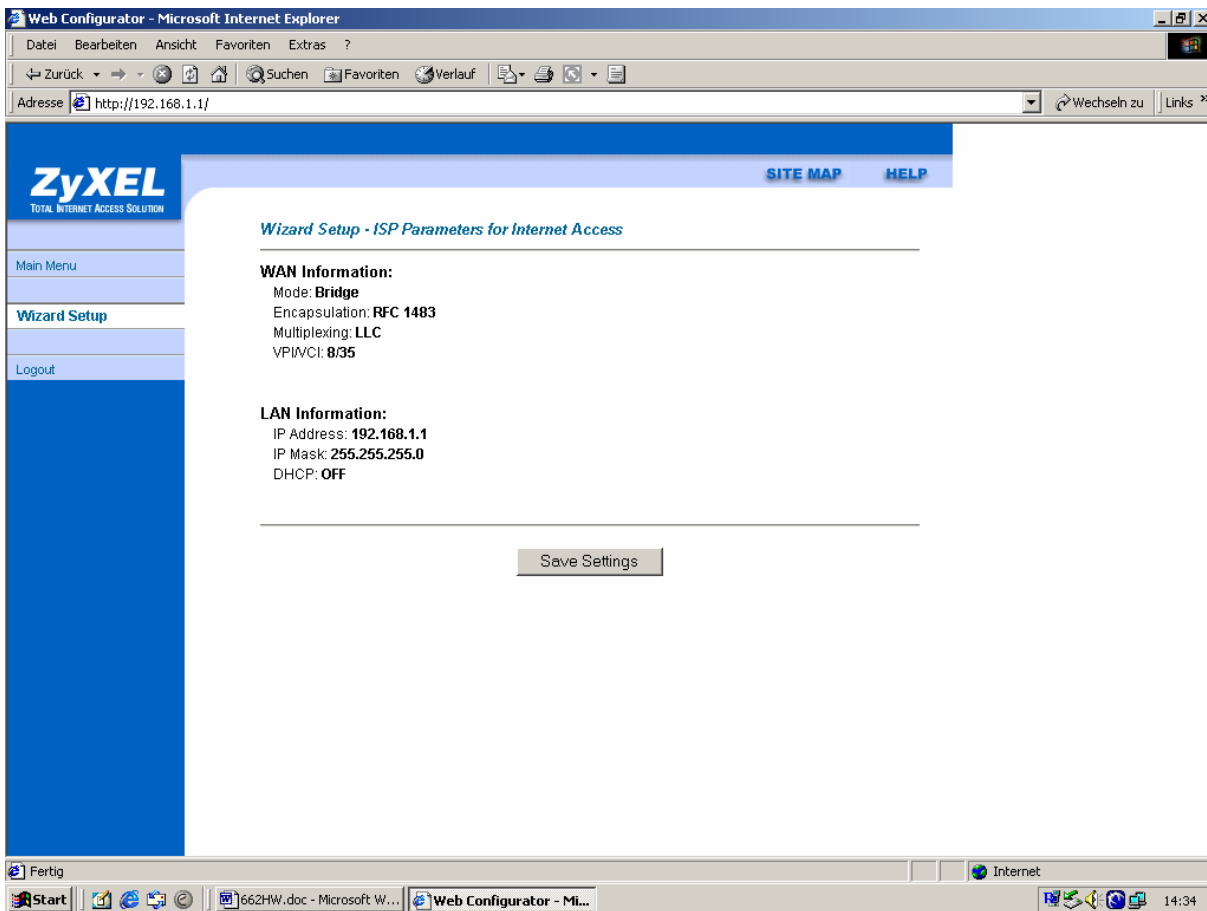 Web Configurator - Microsoft Internet Explorer
Datei Bearbeiten Ansicht Favoriten Extras ?
Zurück Suchen Favoriten Verlauf
Adresse http://192.168.1.1/ Wechseln zu Links »
ZyXEL
TOTAL INTERNET ACCESS SOLUTION
SITE MAP HELP
Main Menu
Wizard Setup
Logout
Wizard Setup - ISP Parameters for Internet Access
WAN Information:
Mode: Bridge
Encapsulation: RFC 1483
Multiplexing: LLC
VPI/VCI: 8/35
LAN Information:
IP Address: 192.168.1.1
IP Mask: 255.255.255.0
DHCP: OFF
Save Settings
Fertig Internet
Start 662HW.doc - Microsoft W... Web Configurator - Mi... 14:34